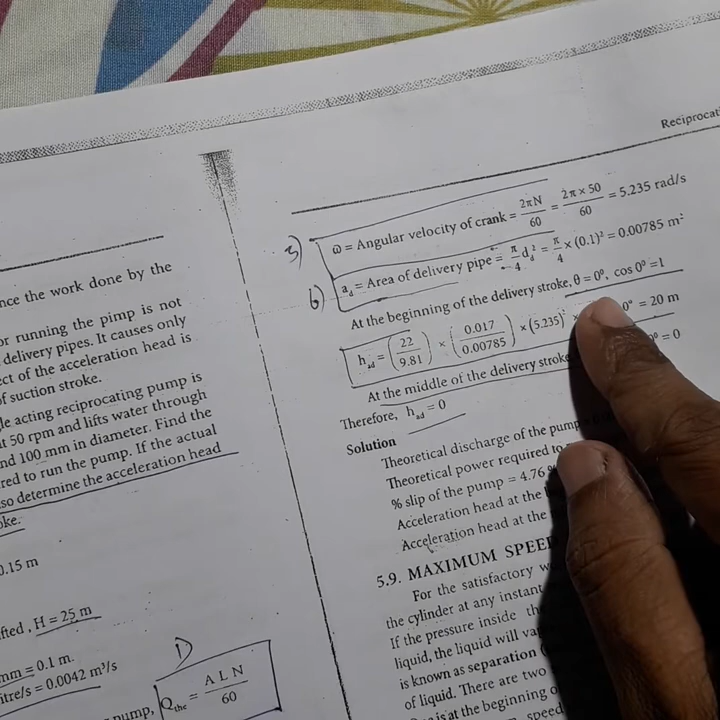 nce the work done by the
or running the pimp is not
delivery pipes. It causes only
ct of the acceleration head is
of suction stroke.
le acting reciprocating pump is
at 50 rpm and lifts water through
nd 100 mm in diameter. Find the
red to run the pump. If the actual
so determine the acceleration head
oke.
0.15 m
fted , H = 25 m
mm = 0.1 m.
itre/s = 0.0042 m³/s
1)
pump, Q_the = A L N / 60
Reciprocat
3) ω = Angular velocity of crank = 2πN/60 = 2π × 50/60 = 5.235 rad/s
6) a_d = Area of delivery pipe = π/4 d_d² = π/4 × (0.1)² = 0.00785 m²
At the beginning of the delivery stroke, θ = 0°, cos 0° = 1
h_ad = (22/9.81) × (0.017/0.00785) × (5.235)² × 0° = 20 m
At the middle of the delivery stroke 0° = 0
Therefore, h_ad = 0
Solution
Theoretical discharge of the pump
Theoretical power required to
% slip of the pump = 4.76 %
Acceleration head at the
Acceleration head at the
5.9. MAXIMUM SPEED
For the satisfactory w
the cylinder at any instant
If the pressure inside th
liquid, the liquid will va
is known as separation
of liquid. There are two
is at the beginning o
speed